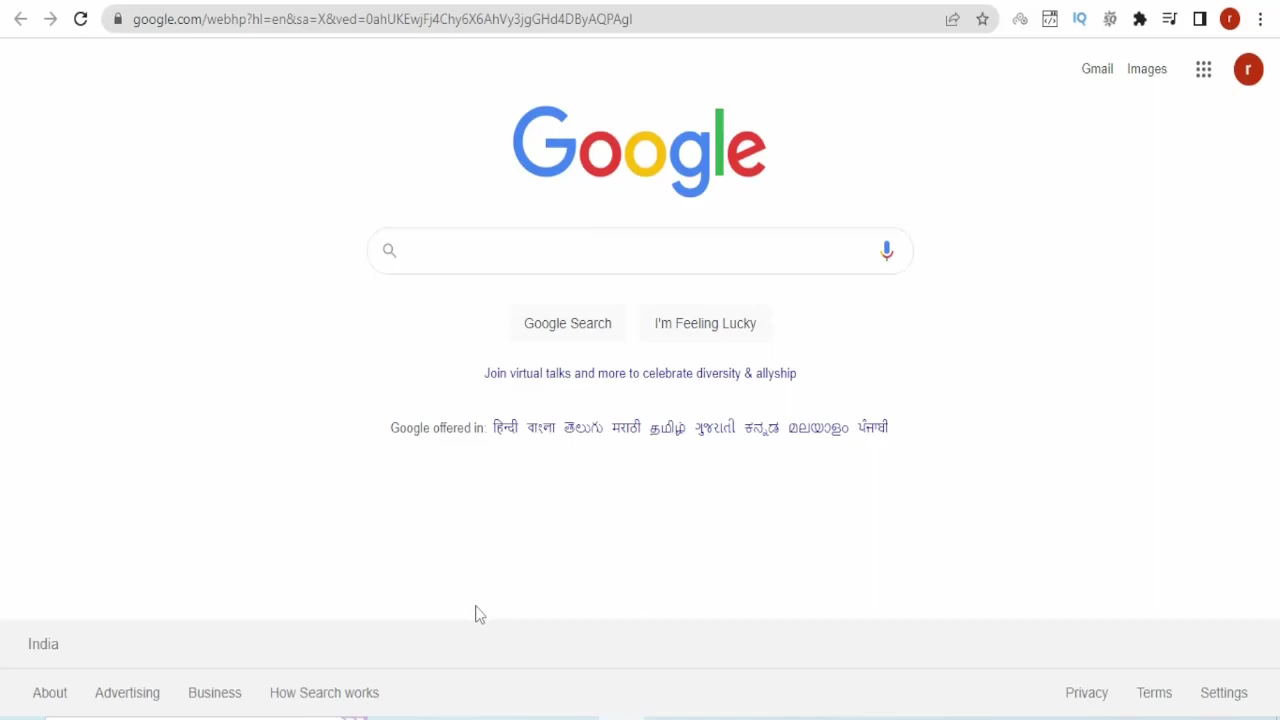 google.com/webhp?hl=en&sa=X&ved=0ahUKEwjFj4Chy9X6AhVy3jgGHd4DByAQPAgI
IQ
r
Gmail Images r
Google
Google Search I'm Feeling Lucky
Join virtual talks and more to celebrate diversity & allyship
Google offered in: हिन्दी বাংলা తెలుగు मराठी தமிழ் ગુજરાતી ಕನ್ನಡ മലയാളം ਪੰਜਾਬੀ
India
About Advertising Business How Search works Privacy Terms Settings